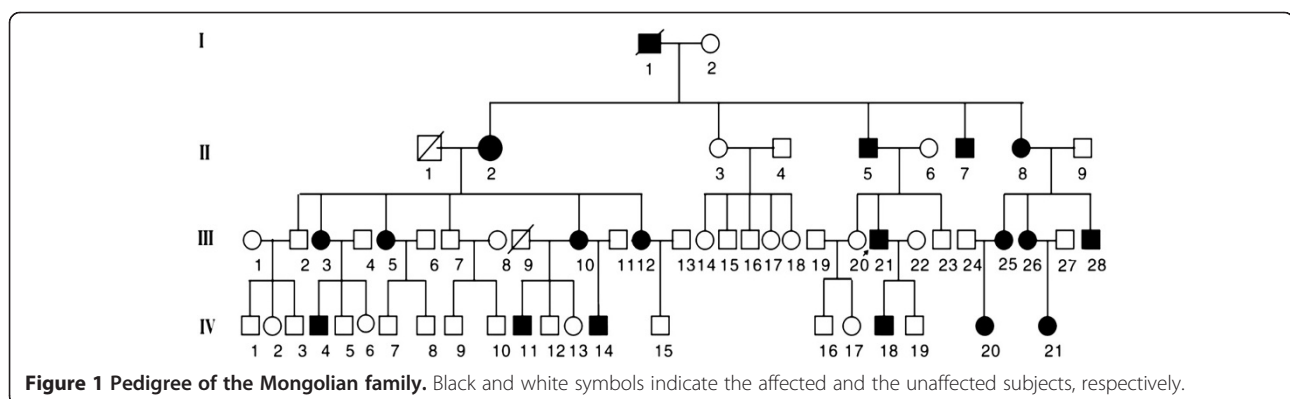 I
1 2
II
1 2 3 4 5 6 7 8 9
III
1 2 3 4 5 6 7 8 9 10 11 12 13 14 15 16 17 18 19 20 21 22 23 24 25 26 27 28
IV
1 2 3 4 5 6 7 8 9 10 11 12 13 14 15 16 17 18 19 20 21
Figure 1 Pedigree of the Mongolian family. Black and white symbols indicate the affected and the unaffected subjects, respectively.